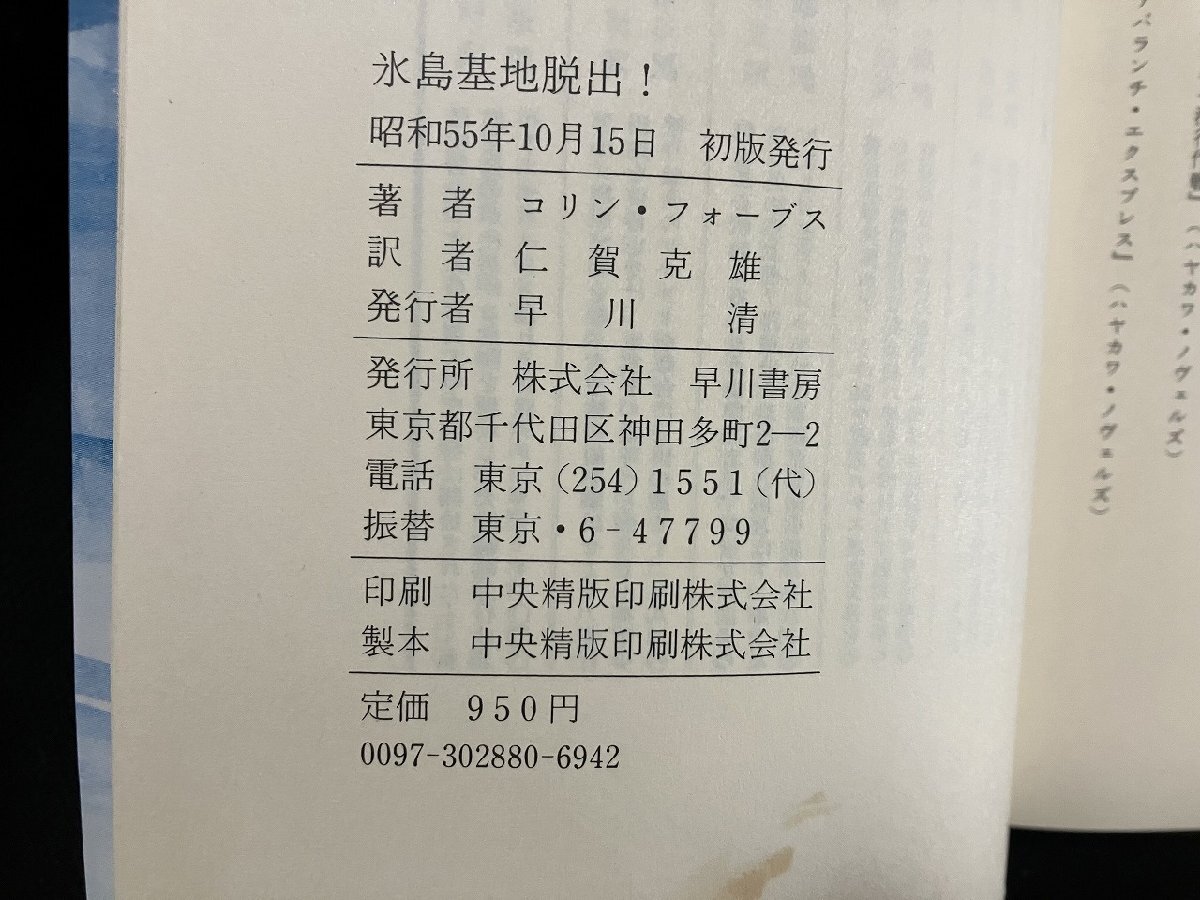 氷島基地脱出！
昭和55年10月15日　初版発行
著　者　コリン・フォーブス
訳　者　仁賀克雄
発行者　早川　清
発行所　株式会社　早川書房
東京都千代田区神田多町2―2
電話　東京(254)1551(代)
振替　東京・6-47799
印刷　中央精版印刷株式会社
製本　中央精版印刷株式会社
定価　950円
0097-302880-6942
(ハヤカワ・ノヴェルズ)
バランチ・エクスプレス』(ハヤカワ・ノヴェルズ)